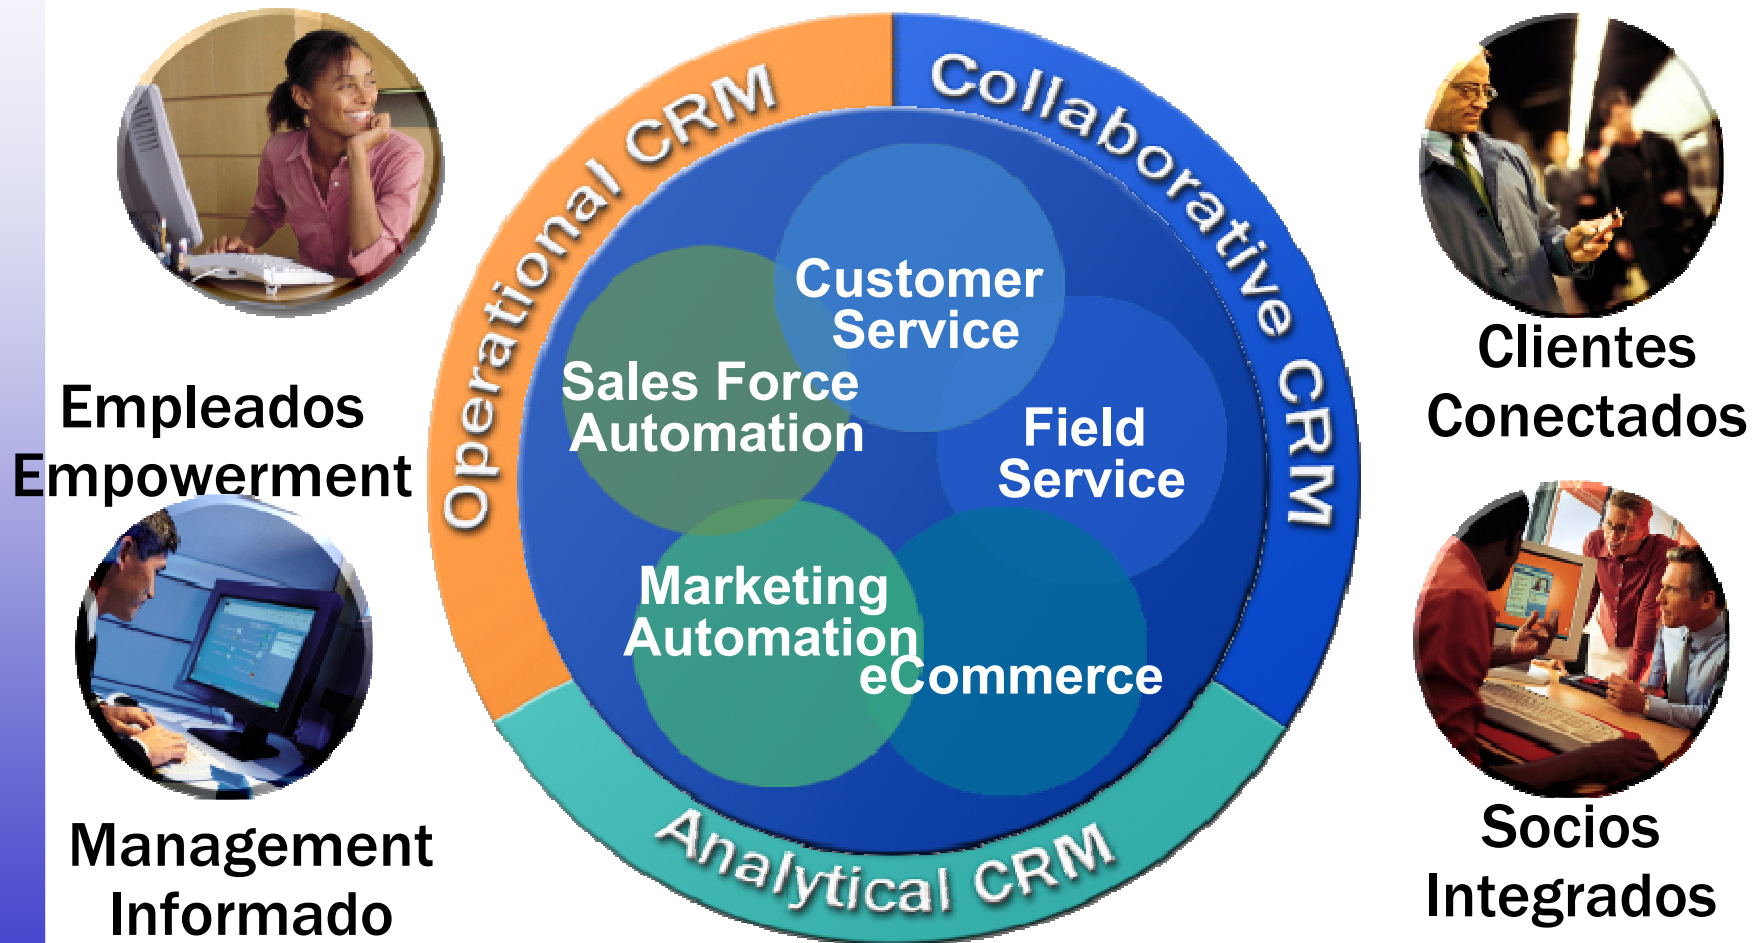 Operational CRM
Collaborative CRM
Analytical CRM
Customer
Service
Sales Force
Automation
Field
Service
Marketing
Automation
eCommerce
Empleados
Empowerment
Clientes
Conectados
Management
Informado
Socios
Integrados